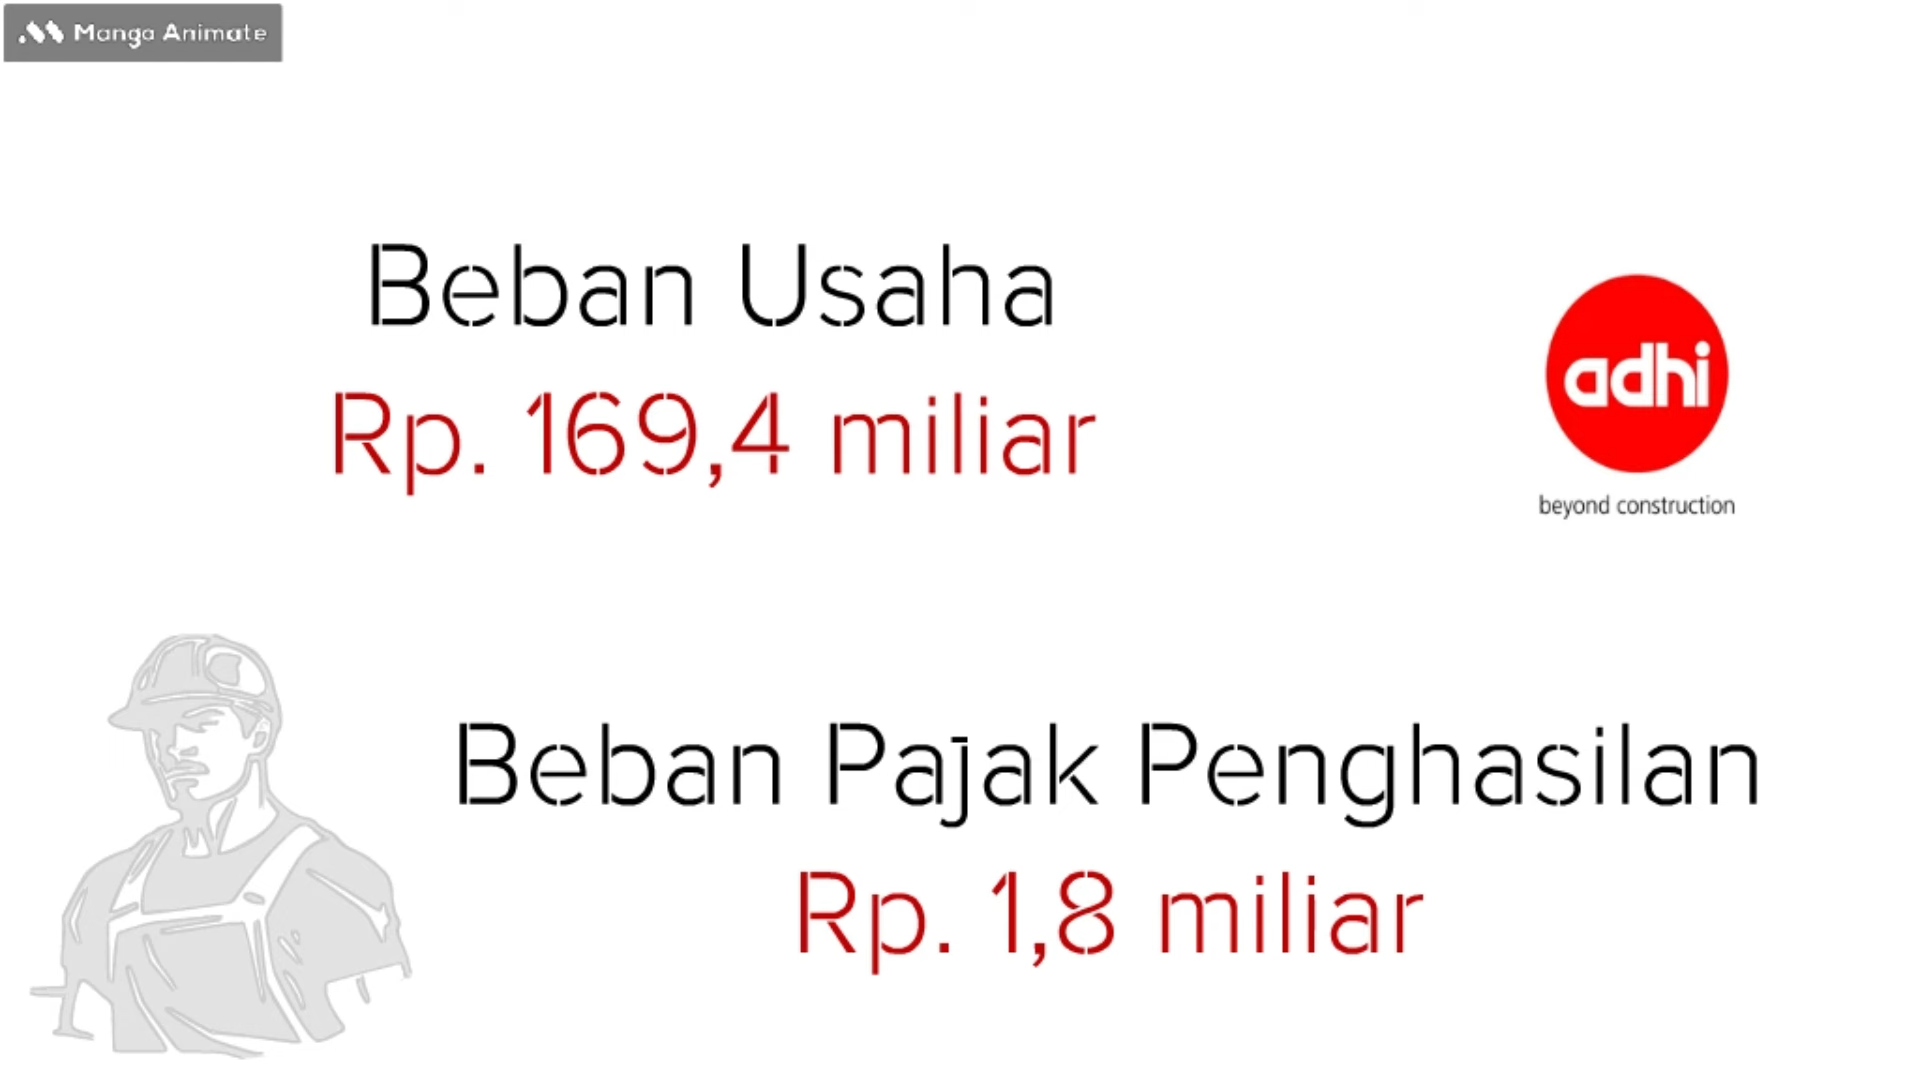 Manga Animate
Beban Usaha
Rp. 169,4 miliar
adhi
beyond construction
Beban Pajak Penghasilan
Rp. 1,8 miliar